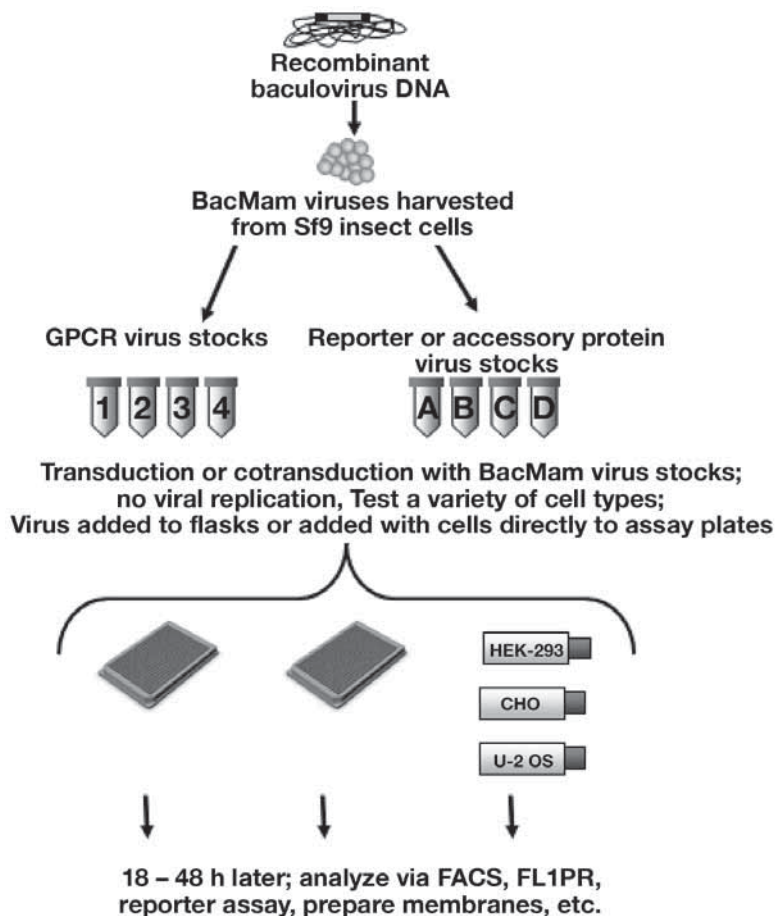 Recombinant
baculovirus DNA
BacMam viruses harvested
from Sf9 insect cells
GPCR virus stocks
Reporter or accessory protein
virus stocks
1 2 3 4
A B C D
Transduction or cotransduction with BacMam virus stocks;
no viral replication, Test a variety of cell types;
Virus added to flasks or added with cells directly to assay plates
HEK-293
CHO
U-2 OS
18 – 48 h later; analyze via FACS, FL1PR,
reporter assay, prepare membranes, etc.